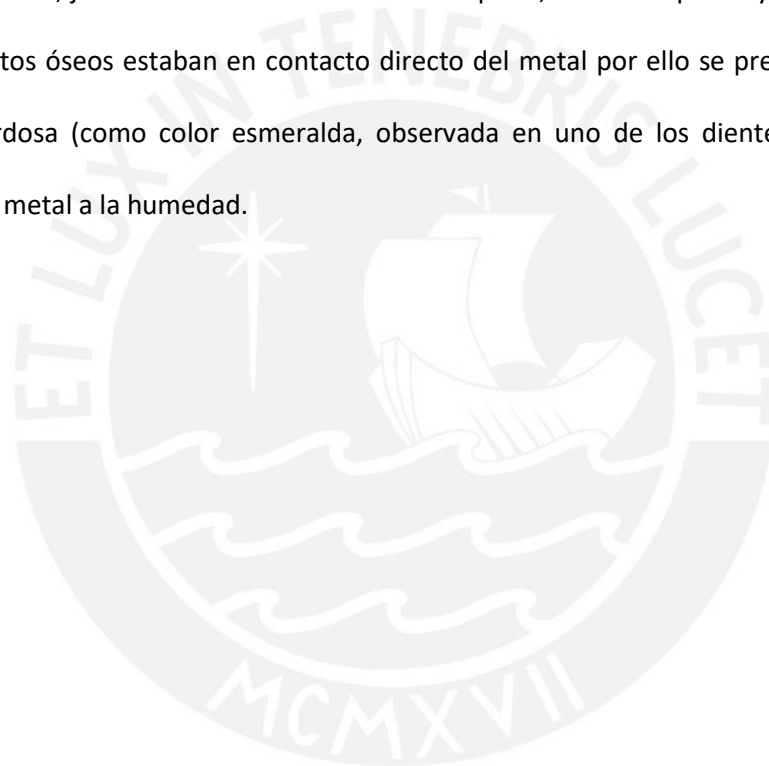 tos óseos estaban en contacto directo del metal por ello se pre
rdosa (como color esmeralda, observada en uno de los diente
metal a la humedad.
ET LUX IN TENEBRIS LUCET
MCMXVII